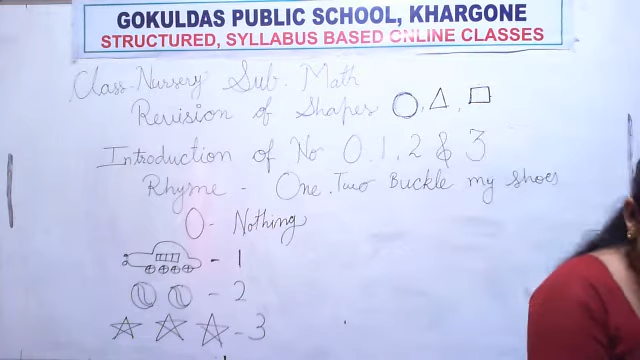 GOKULDAS PUBLIC SCHOOL, KHARGONE
STRUCTURED, SYLLABUS BASED ONLINE CLASSES
Class-Nursery Sub. Math
Revision of Shapes
Introduction of No 0.1.2 & 3
Rhyme - One.Two Buckle my shoes
0- Nothing
- 1
- 2
- 3